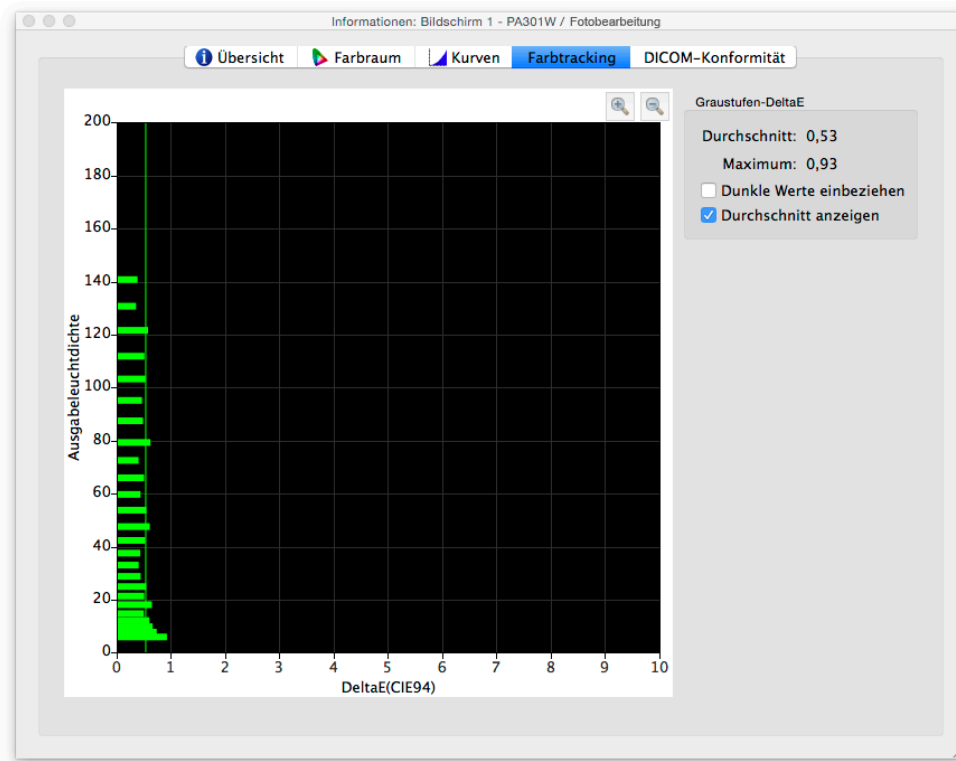 Informationen: Bildschirm 1 - PA301W / Fotobearbeitung
Übersicht
Farbraum
Kurven
Farbtracking
DICOM-Konformität
200
180
160
140
120
100
80
60
40
20
0
Ausgabeleuchtdichte
0 1 2 3 4 5 6 7 8 9 10
DeltaE(CIE94)
Graustufen-DeltaE
Durchschnitt: 0,53
Maximum: 0,93
Dunkle Werte einbeziehen
Durchschnitt anzeigen